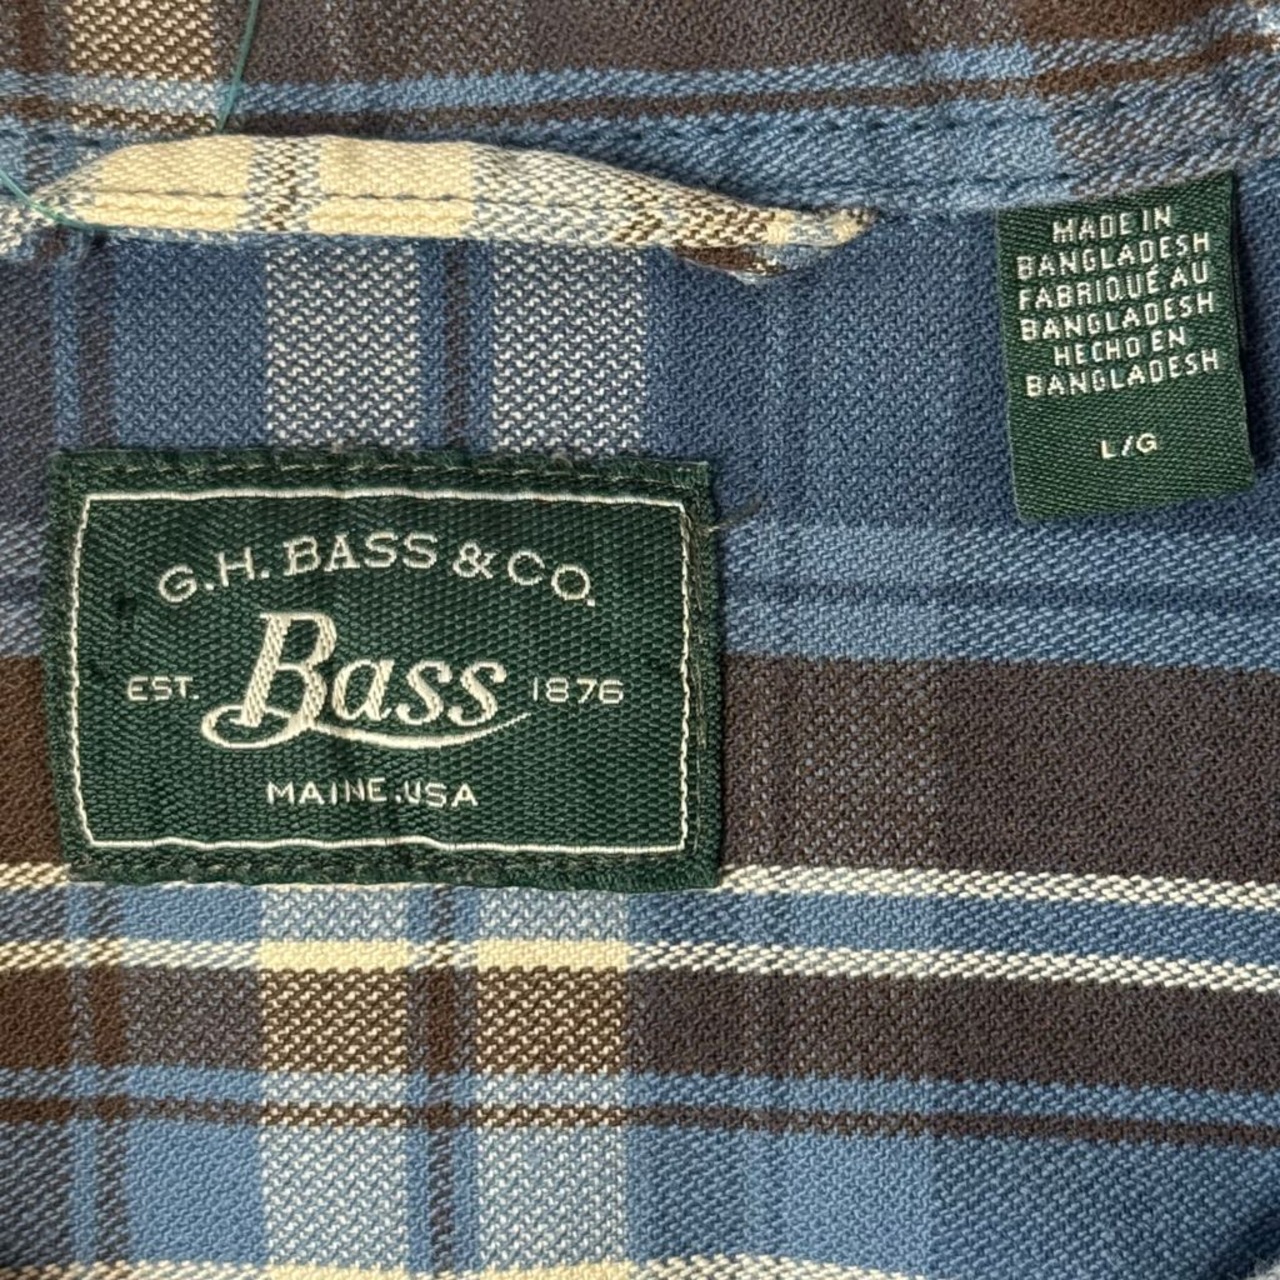 MADE IN
BANGLADESH
FABRIQUÉ AU
BANGLADESH
HECHO EN
BANGLADESH
L/G
G.H. BASS & CO.
Bass
EST. 1876
MAINE.USA